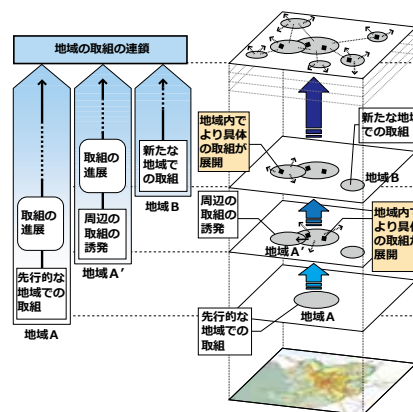 地域の取組の連鎖
取組の
進展
先行的な
地域での
取組
地域A
取組の
進展
周辺の
取組の
誘発
地域A’
新たな
地域で
の取組
地域B
地域内で
より具体
の取組が
展開
新たな地域
での取組
地域B
周辺の
取組の
誘発
地域A’
地域内で
より具体
の取組が
展開
先行的な
地域での
取組
地域A